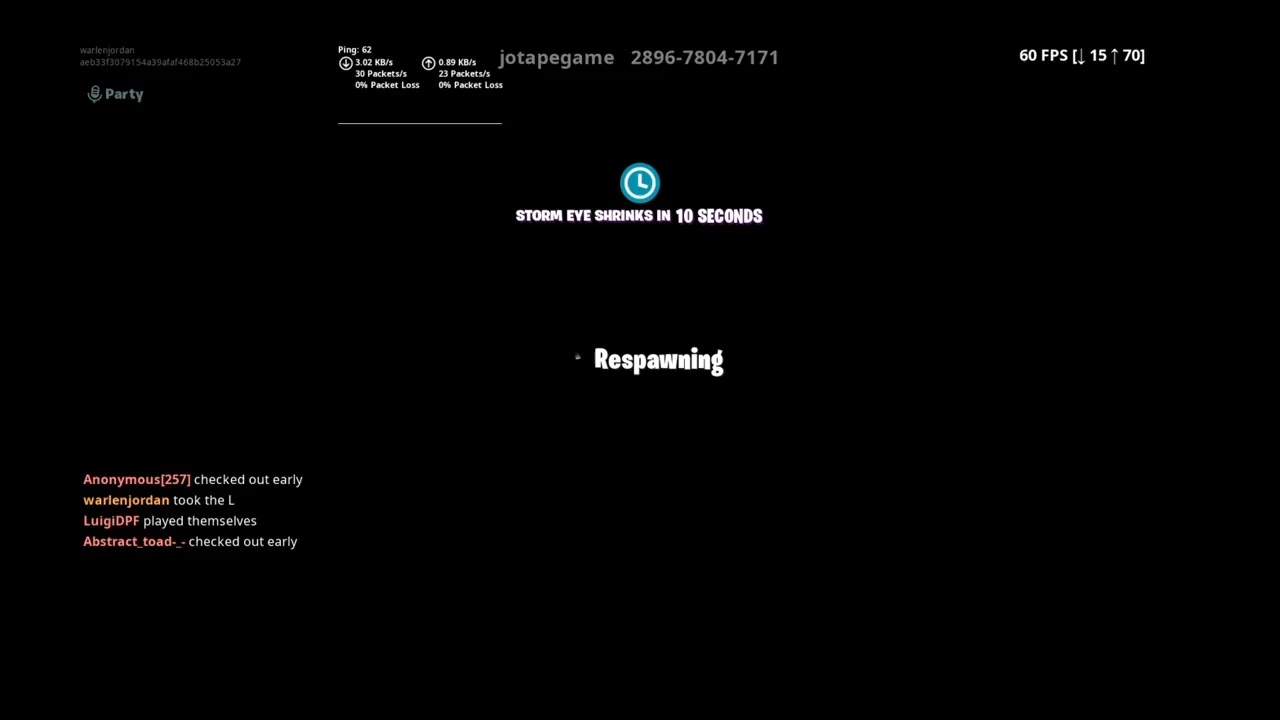 warlenjordan
aeb33f3079154a39afaf468b25053a27
Party
Ping: 62
3.02 KB/s 0.89 KB/s
30 Packets/s 23 Packets/s
0% Packet Loss 0% Packet Loss
jotapegame 2896-7804-7171
60 FPS [↓ 15 ↑ 70]
STORM EYE SHRINKS IN 10 SECONDS
Respawning
Anonymous[257] checked out early
warlenjordan took the L
LuigiDPF played themselves
Abstract_toad-_- checked out early